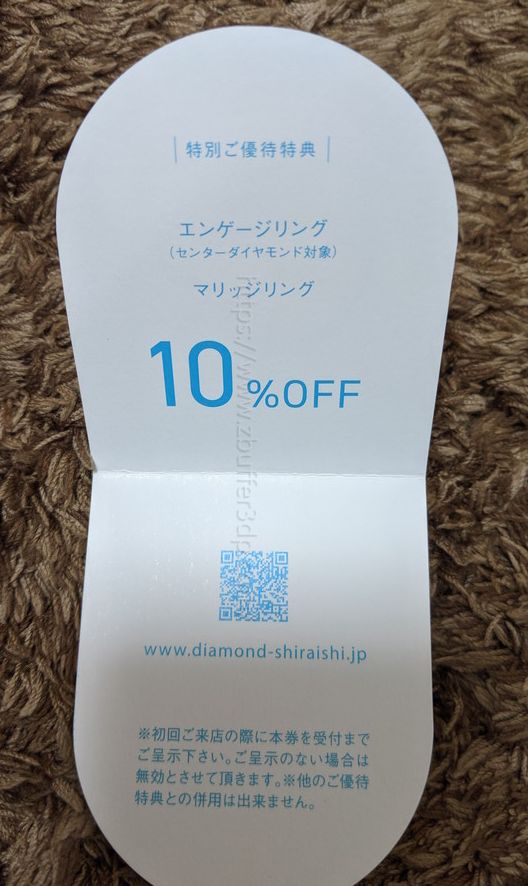 特別ご優待特典
エンゲージリング
(センターダイヤモンド対象)
マリッジリング
10%OFF
www.diamond-shiraishi.jp
※初回ご来店の際に本券を受付まで
ご呈示下さい。ご呈示のない場合は
無効とさせて頂きます。※他のご優待
特典との併用は出来ません。
https://www.zbuffer3dp